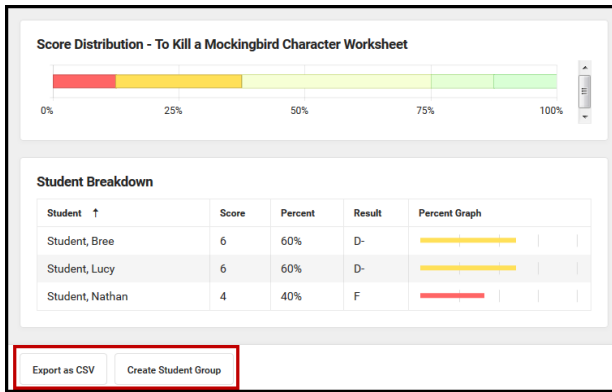 Score Distribution - To Kill a Mockingbird Character Worksheet
0% 25% 50% 75% 100%
Student Breakdown
Student ↑ Score Percent Result Percent Graph
Student, Bree 6 60% D-
Student, Lucy 6 60% D-
Student, Nathan 4 40% F
Export as CSV Create Student Group